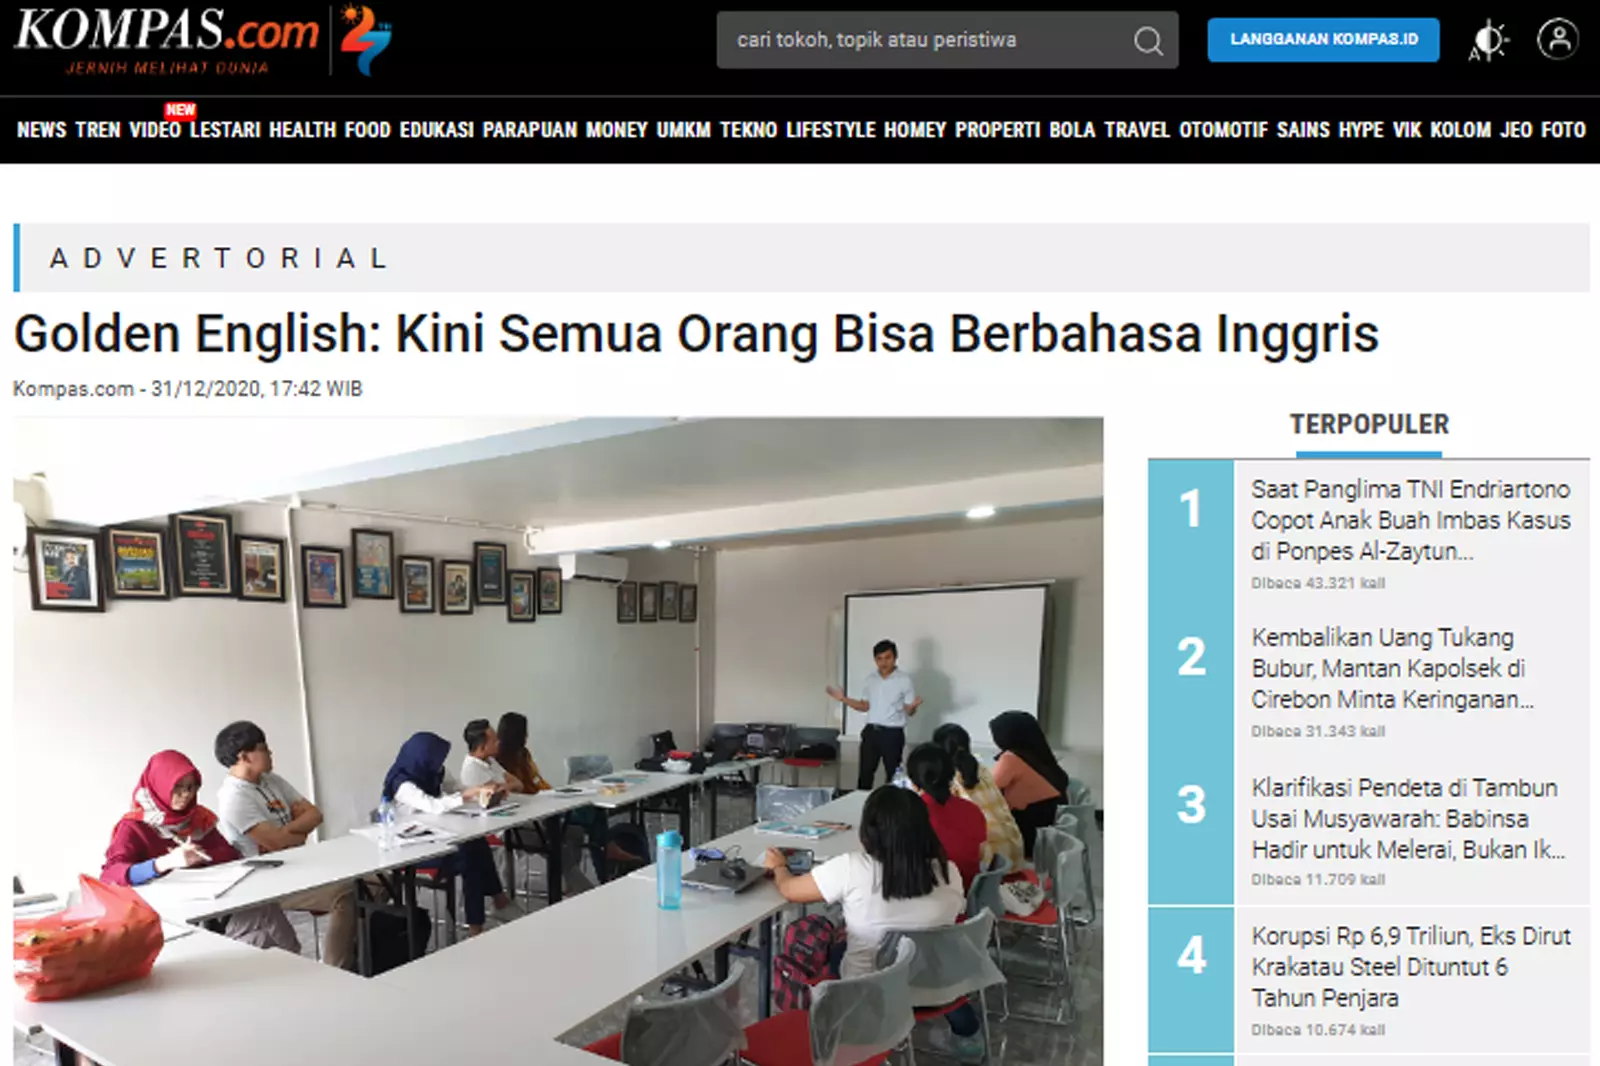 KOMPAS.com
JERNIH MELIHAT DUNIA
cari tokoh, topik atau peristiwa
LANGGANAN KOMPAS.ID
A
NEW
NEWS TREN VIDEO LESTARI HEALTH FOOD EDUKASI PARAPUAN MONEY UMKM TEKNO LIFESTYLE HOMEY PROPERTI BOLA TRAVEL OTOMOTIF SAINS HYPE VIK KOLOM JEO FOTO
ADVERTORIAL
Golden English: Kini Semua Orang Bisa Berbahasa Inggris
Kompas.com - 31/12/2020, 17:42 WIB
TERPOPULER
1
Saat Panglima TNI Endriartono
Copot Anak Buah Imbas Kasus
di Ponpes Al-Zaytun...
Dibaca 43.321 kali
2
Kembalikan Uang Tukang
Bubur, Mantan Kapolsek di
Cirebon Minta Keringanan...
Dibaca 31.343 kali
3
Klarifikasi Pendeta di Tambun
Usai Musyawarah: Babinsa
Hadir untuk Melerai, Bukan Ik...
Dibaca 11.709 kali
4
Korupsi Rp 6,9 Triliun, Eks Dirut
Krakatau Steel Dituntut 6
Tahun Penjara
Dibaca 10.674 kali